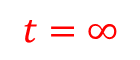 t = ∞